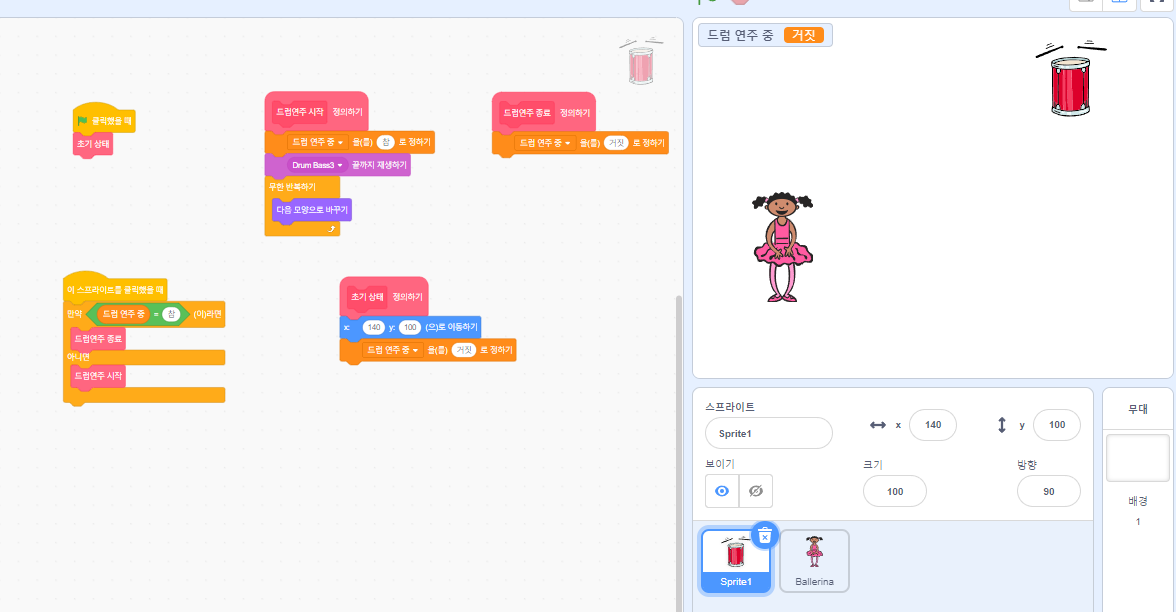 클릭했을 때
초기 상태
드럼연주 시작 정의하기
드럼 연주 중 을(를) 참 로 정하기
Drum Bass3 끝까지 재생하기
무한 반복하기
다음 모양으로 바꾸기
드럼연주 종료 정의하기
드럼 연주 중 을(를) 거짓 로 정하기
이 스프라이트를 클릭했을 때
만약 드럼 연주 중 = 참 (이)라면
드럼연주 종료
아니면
드럼연주 시작
초기 상태 정의하기
x: 140 y: 100 (으)로 이동하기
드럼 연주 중 을(를) 거짓 로 정하기
드럼 연주 중 거짓
스프라이트
Sprite1
x 140
y 100
보이기
크기
100
방향
90
Sprite1
Ballerina
무대
배경
1